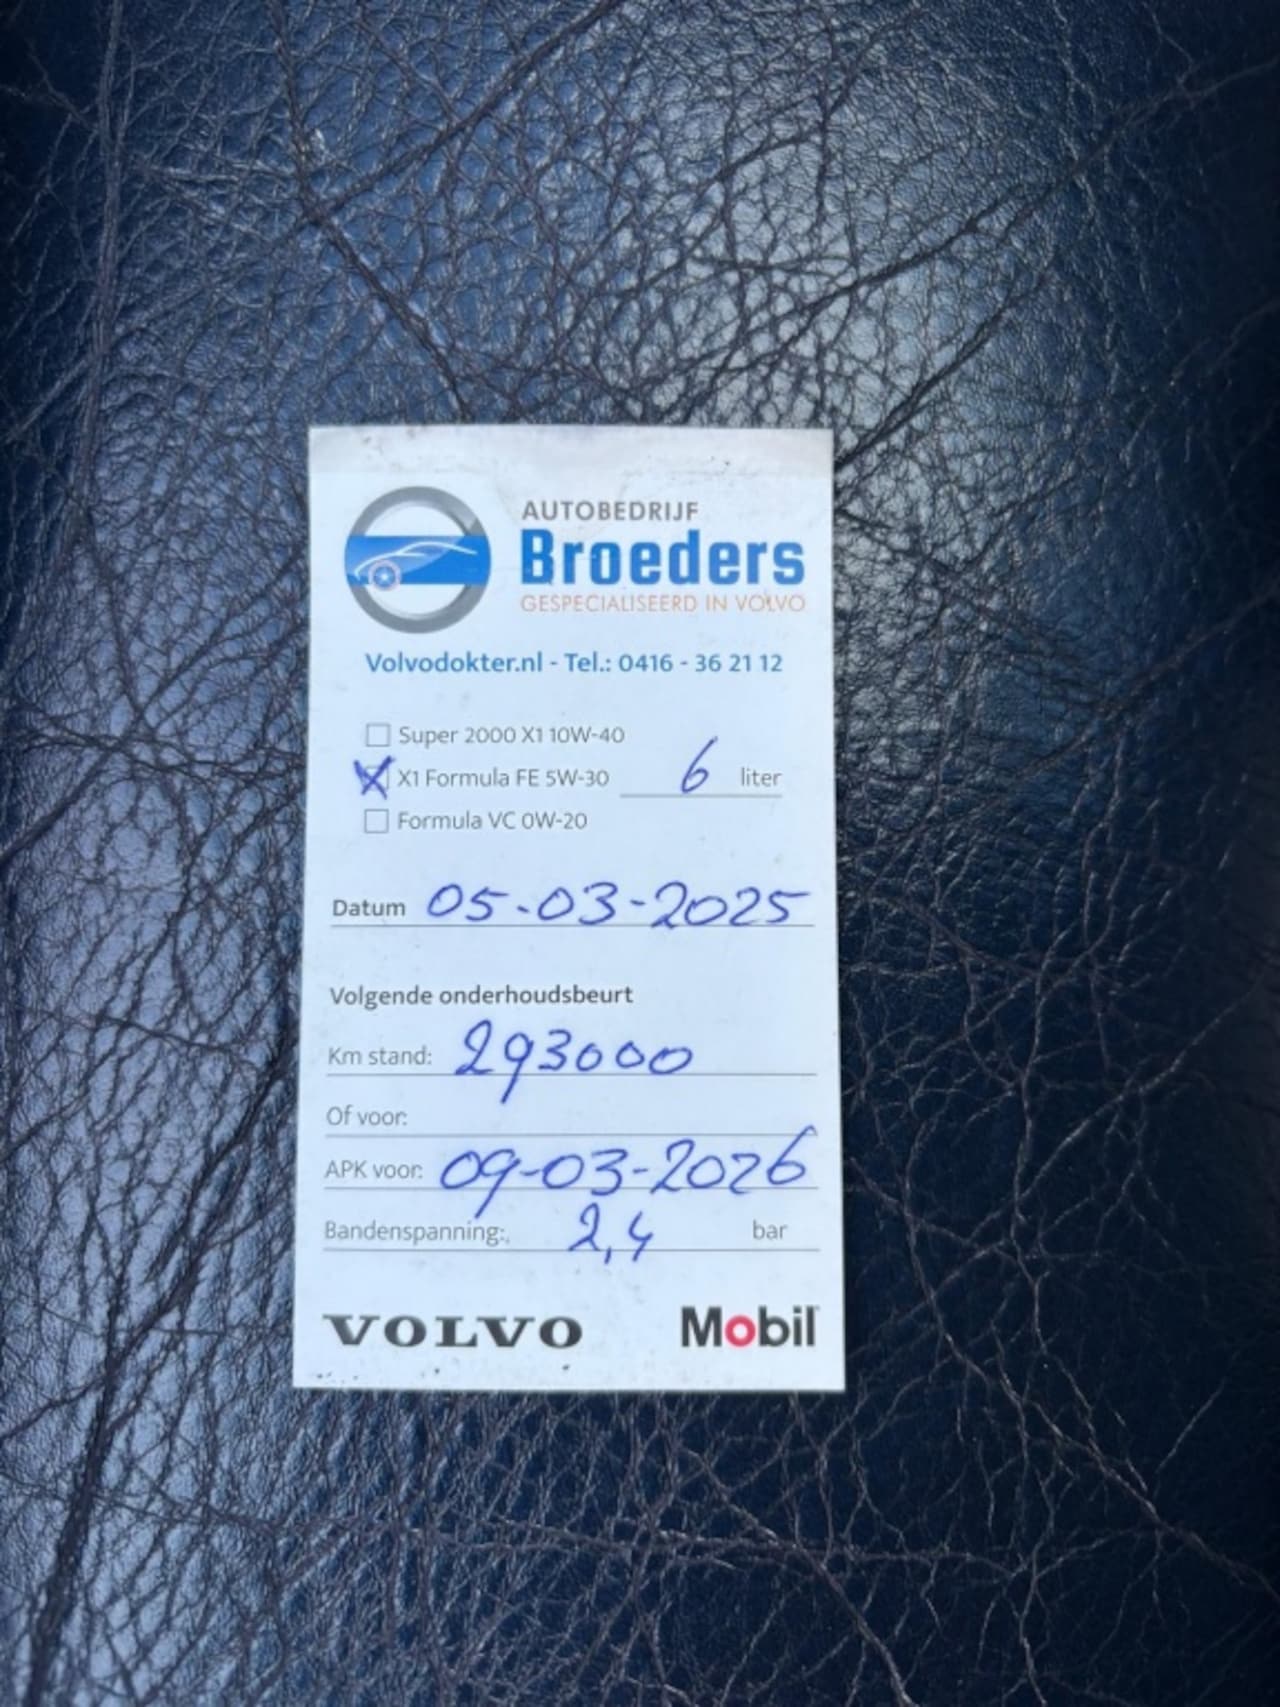 AUTOBEDRIJF
Broeders
GESPECIALISEERD IN VOLVO
Volvodokter.nl - Tel.: 0416 - 36 21 12
Super 2000 X1 10W-40
X1 Formula FE 5W-30 6 liter
Formula VC 0W-20
Datum 05-03-2025
Volgende onderhoudsbeurt
Km stand: 293000
Of voor:
APK voor: 09-03-2026
Bandenspanning: 2,4 bar
VOLVO Mobil